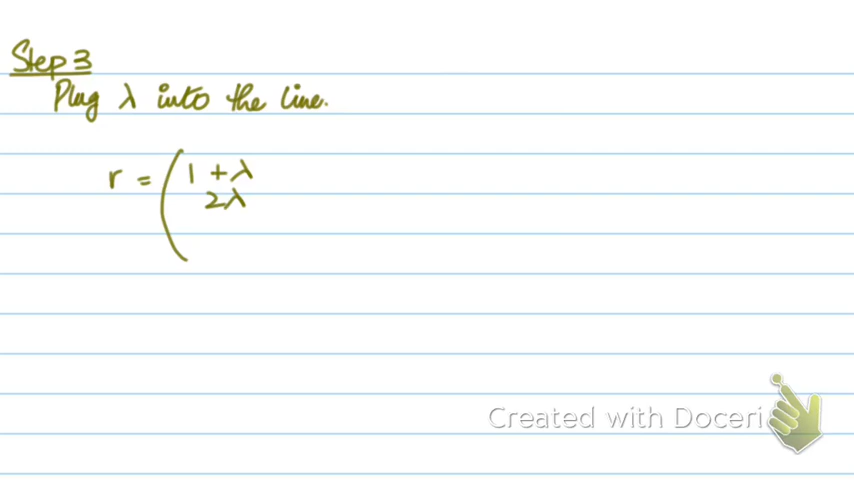 Step 3
Plug λ into the line.
r = ( 1 + λ
2λ
Created with Doceri